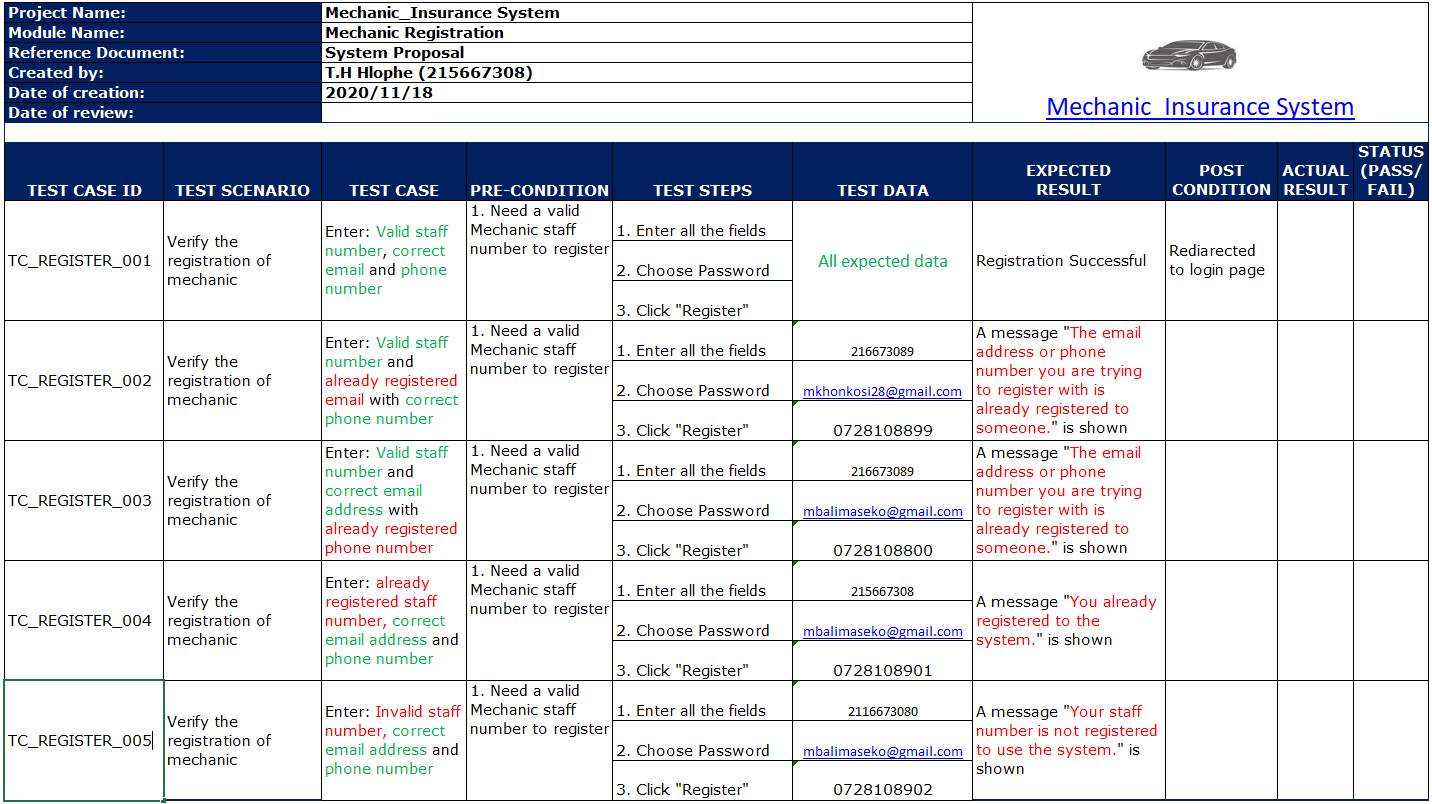 Project Name: Mechanic_Insurance System
Module Name: Mechanic Registration
Reference Document: System Proposal
Created by: T.H Hlophe (215667308)
Date of creation: 2020/11/18
Date of review:
Mechanic Insurance System
TEST CASE ID
TEST SCENARIO
TEST CASE
PRE-CONDITION
TEST STEPS
TEST DATA
EXPECTED
RESULT
POST
CONDITION
ACTUAL
RESULT
STATUS
(PASS/
FAIL)
TC_REGISTER_001
Verify the
registration of
mechanic
Enter: Valid staff
number, correct
email and phone
number
1. Need a valid
Mechanic staff
number to register
1. Enter all the fields
2. Choose Password
3. Click "Register"
All expected data
Registration Successful
Rediarected
to login page
TC_REGISTER_002
Verify the
registration of
mechanic
Enter: Valid staff
number and
already registered
email with correct
phone number
1. Need a valid
Mechanic staff
number to register
1. Enter all the fields
2. Choose Password
3. Click "Register"
216673089
mkhonkosi28@gmail.com
0728108899
A message "The email
address or phone
number you are trying
to register with is
already registered to
someone." is shown
TC_REGISTER_003
Verify the
registration of
mechanic
Enter: Valid staff
number and
correct email
address with
already registered
phone number
1. Need a valid
Mechanic staff
number to register
1. Enter all the fields
2. Choose Password
3. Click "Register"
216673089
mbalimaseko@gmail.com
0728108800
A message "The email
address or phone
number you are trying
to register with is
already registered to
someone." is shown
TC_REGISTER_004
Verify the
registration of
mechanic
Enter: already
registered staff
number, correct
email address and
phone number
1. Need a valid
Mechanic staff
number to register
1. Enter all the fields
2. Choose Password
3. Click "Register"
215667308
mbalimaseko@gmail.com
0728108901
A message "You already
registered to the
system." is shown
TC_REGISTER_005
Verify the
registration of
mechanic
Enter: Invalid staff
number, correct
email address and
phone number
1. Need a valid
Mechanic staff
number to register
1. Enter all the fields
2. Choose Password
3. Click "Register"
2116673080
mbalimaseko@gmail.com
0728108902
A message "Your staff
number is not registered
to use the system." is
shown